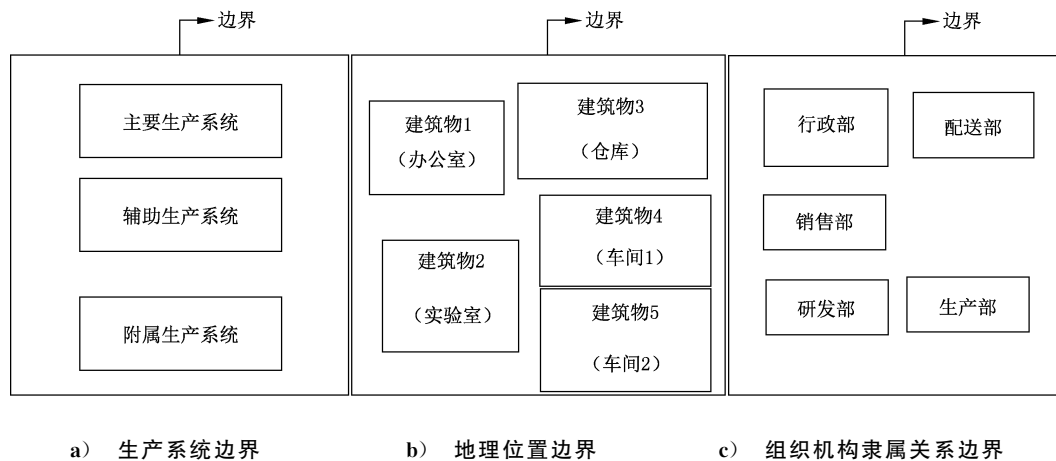 边界
主要生产系统
辅助生产系统
附属生产系统
a） 生产系统边界
边界
建筑物1
（办公室）
建筑物3
（仓库）
建筑物4
（车间1）
建筑物2
（实验室）
建筑物5
（车间2）
b） 地理位置边界
边界
行政部
配送部
销售部
研发部
生产部
c） 组织机构隶属关系边界